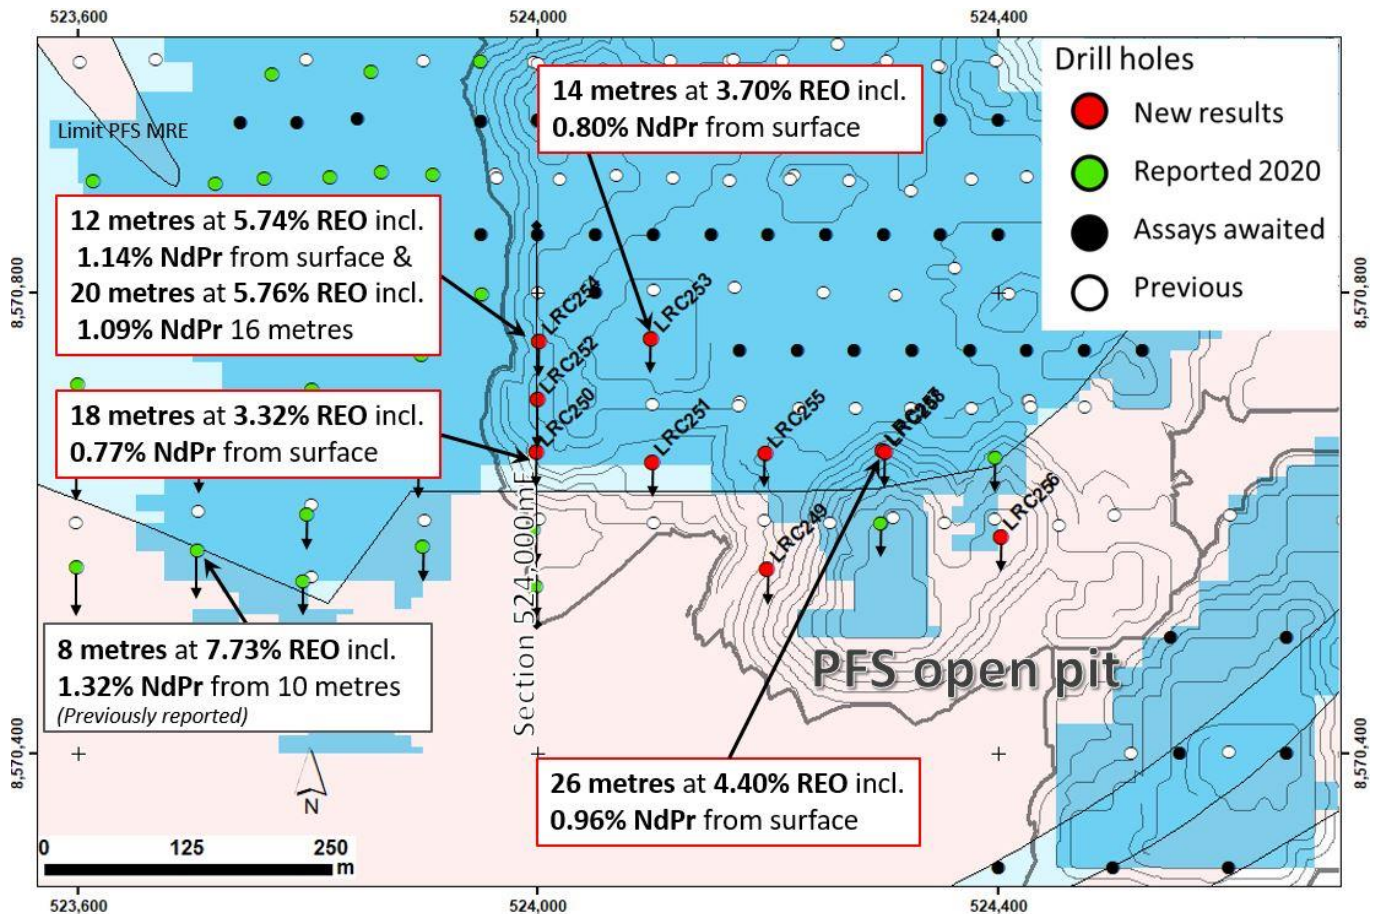 523,600
524,000
524,400
Drill holes
New results
Reported 2020
Assays awaited
Previous
14 metres at 3.70% REO incl.
0.80% NdPr from surface
Limit PFS MRE
12 metres at 5.74% REO incl.
1.14% NdPr from surface &
20 metres at 5.76% REO incl.
1.09% NdPr 16 metres
8,570,800
8,570,800
LRC254
LRC253
LRC252
18 metres at 3.32% REO incl.
0.77% NdPr from surface
LRC250
LRC251
LRC255
LRC256
LRC249
Section 524,000mE
8 metres at 7.73% REO incl.
1.32% NdPr from 10 metres
(Previously reported)
PFS open pit
8,570,400
8,570,400
26 metres at 4.40% REO incl.
0.96% NdPr from surface
N
0 125 250
m
523,600
524,000
524,400